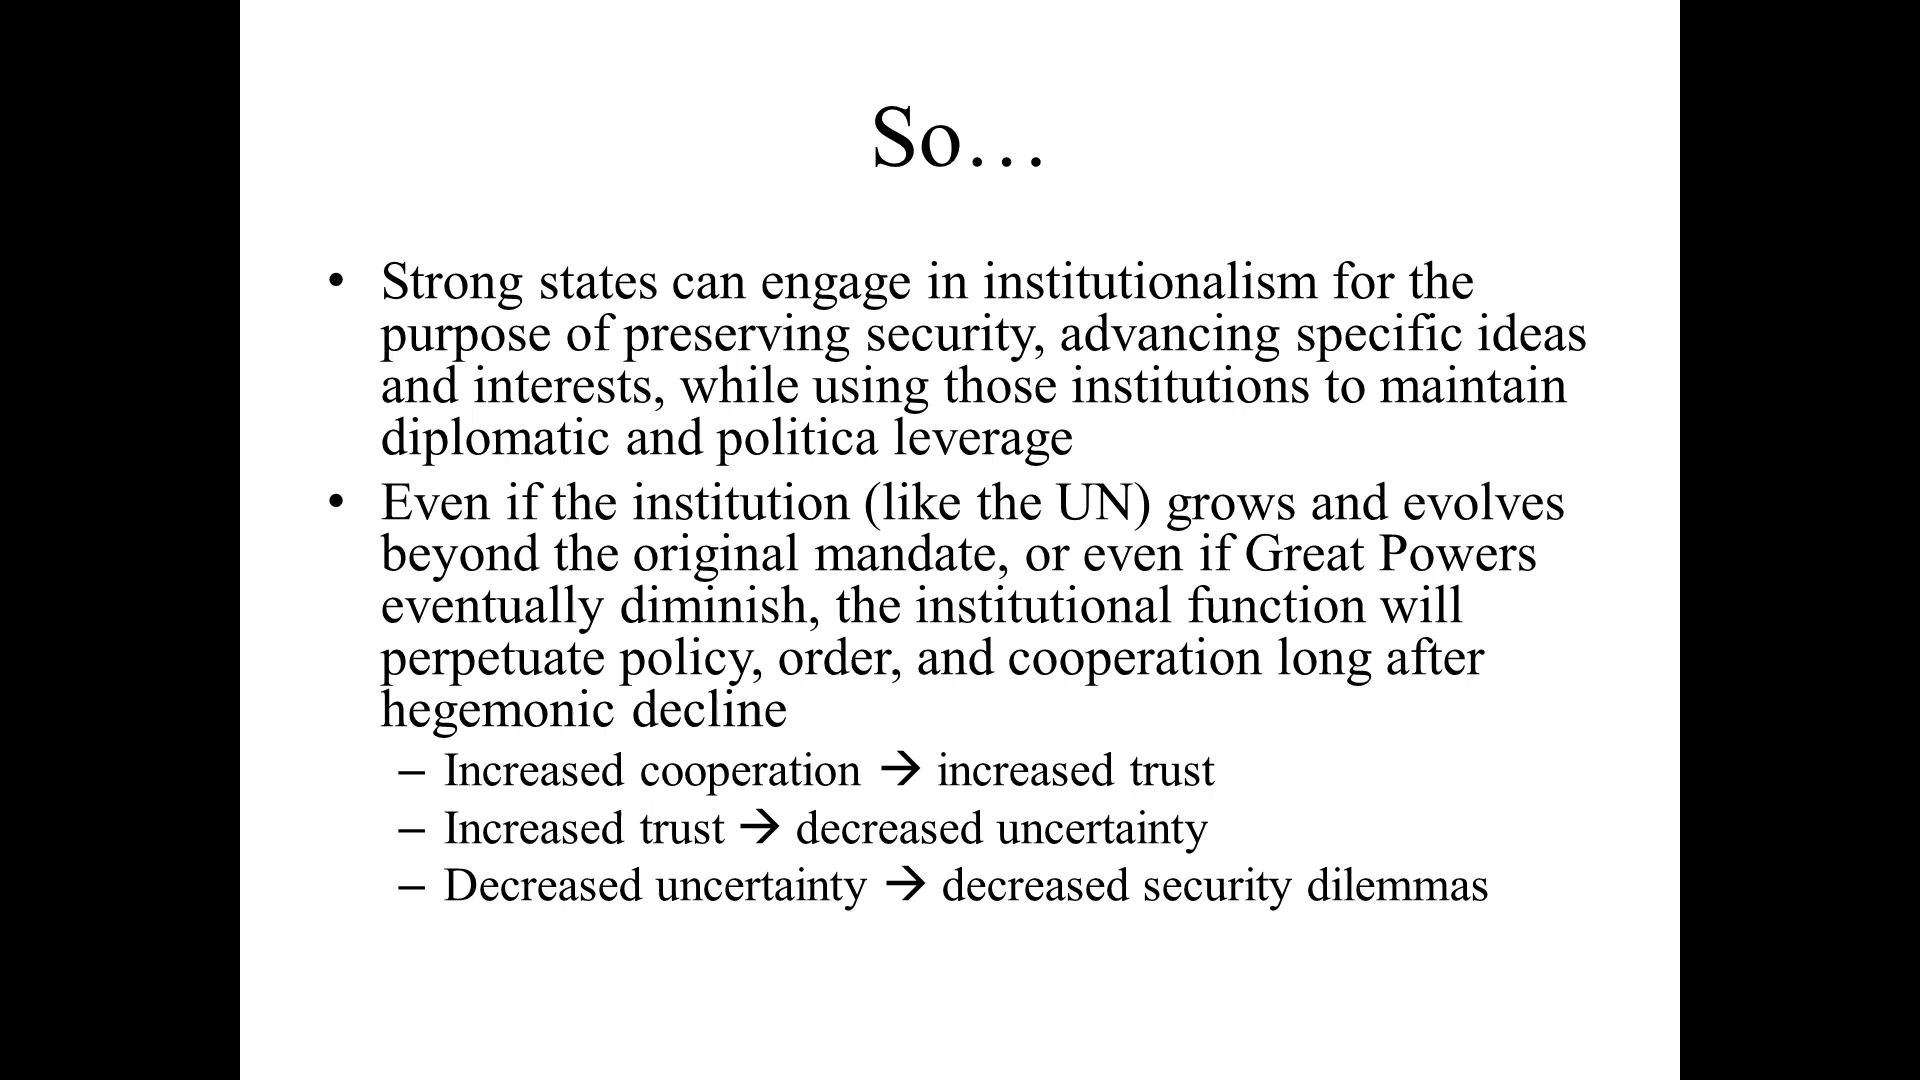 So…
• Strong states can engage in institutionalism for the
purpose of preserving security, advancing specific ideas
and interests, while using those institutions to maintain
diplomatic and politica leverage
• Even if the institution (like the UN) grows and evolves
beyond the original mandate, or even if Great Powers
eventually diminish, the institutional function will
perpetuate policy, order, and cooperation long after
hegemonic decline
– Increased cooperation → increased trust
– Increased trust → decreased uncertainty
– Decreased uncertainty → decreased security dilemmas